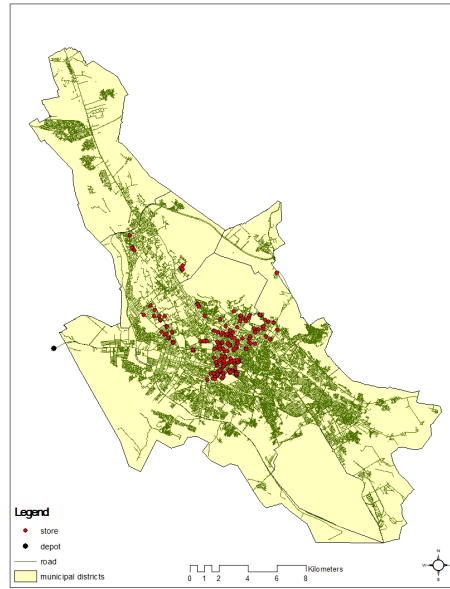 Legend
store
depot
road
municipal districts
Kilometers
0 1 2 4 6 8
N
W E
S